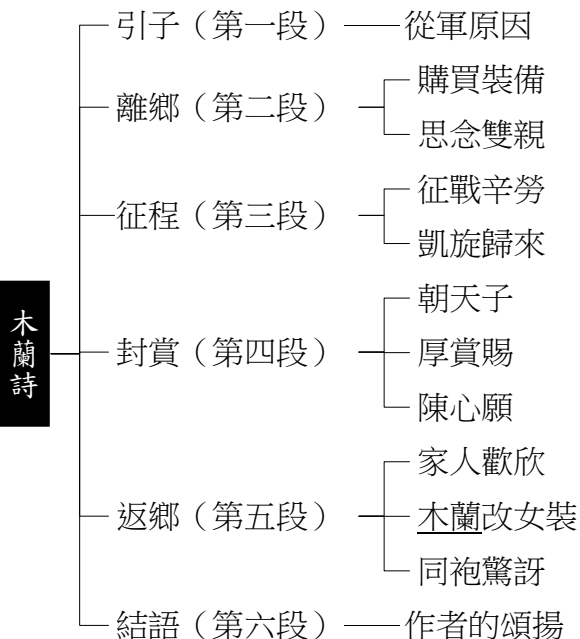 木蘭詩
引子（第一段）
從軍原因
離鄉（第二段）
購買裝備
思念雙親
征程（第三段）
征戰辛勞
凱旋歸來
封賞（第四段）
朝天子
厚賞賜
陳心願
返鄉（第五段）
家人歡欣
木蘭改女裝
同袍驚訝
結語（第六段）
作者的頌揚